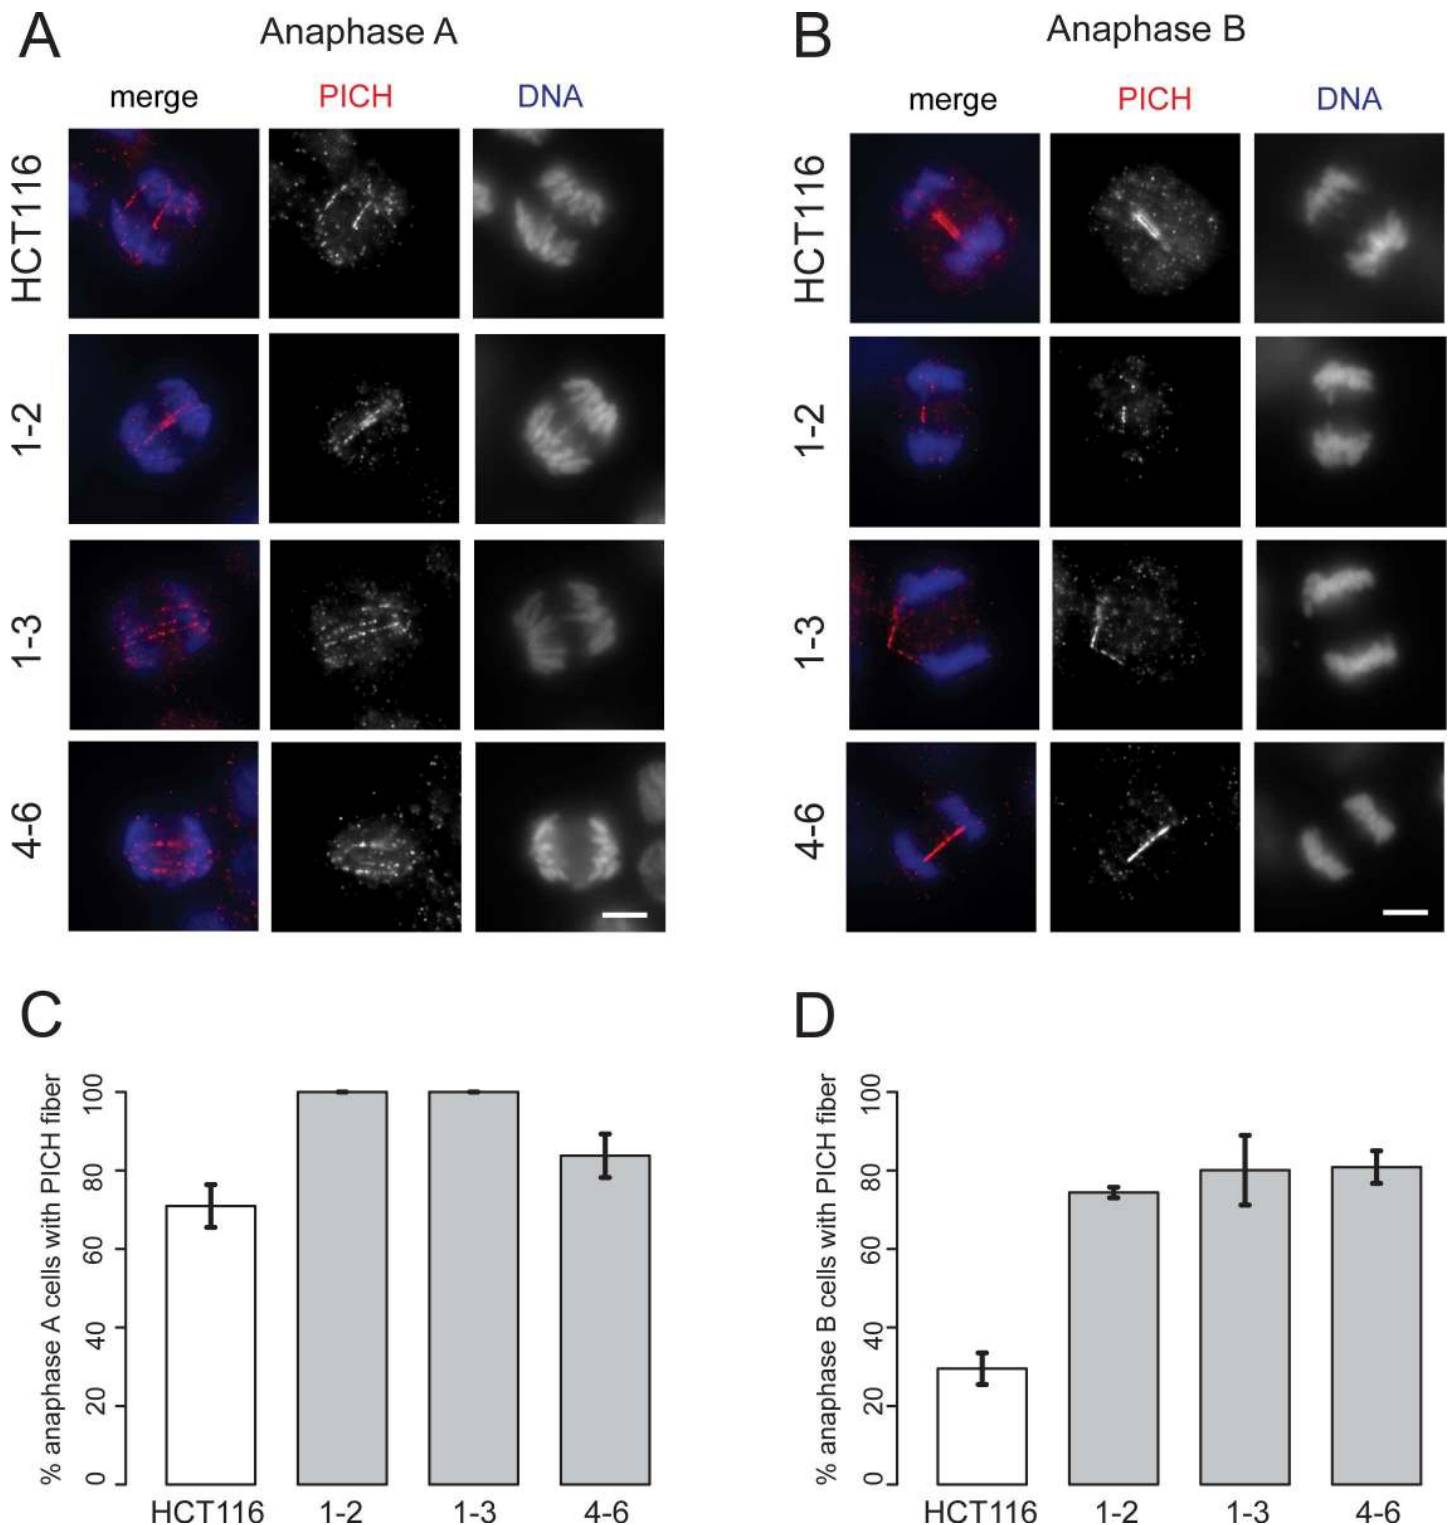 A
Anaphase A
merge PICH DNA
HCT116
1-2
1-3
4-6
B
Anaphase B
merge PICH DNA
HCT116
1-2
1-3
4-6
C
% anaphase A cells with PICH fiber
100
80
60
40
20
0
HCT116 1-2 1-3 4-6
D
% anaphase B cells with PICH fiber
100
80
60
40
20
0
HCT116 1-2 1-3 4-6